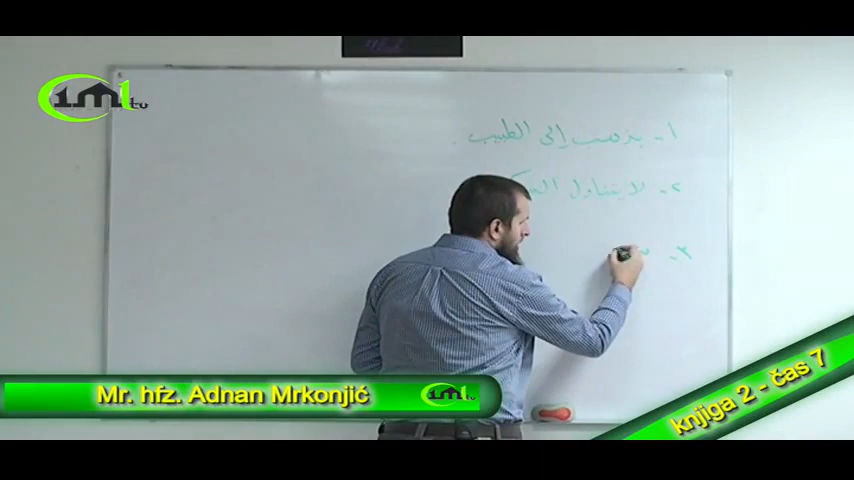 ١- يذهب إلى الطبيب .
٢- لا يتناول
٣-
1m1 tv
Mr. hfz. Adnan Mrkonjić
1m1 tv
knjiga 2 - čas 7